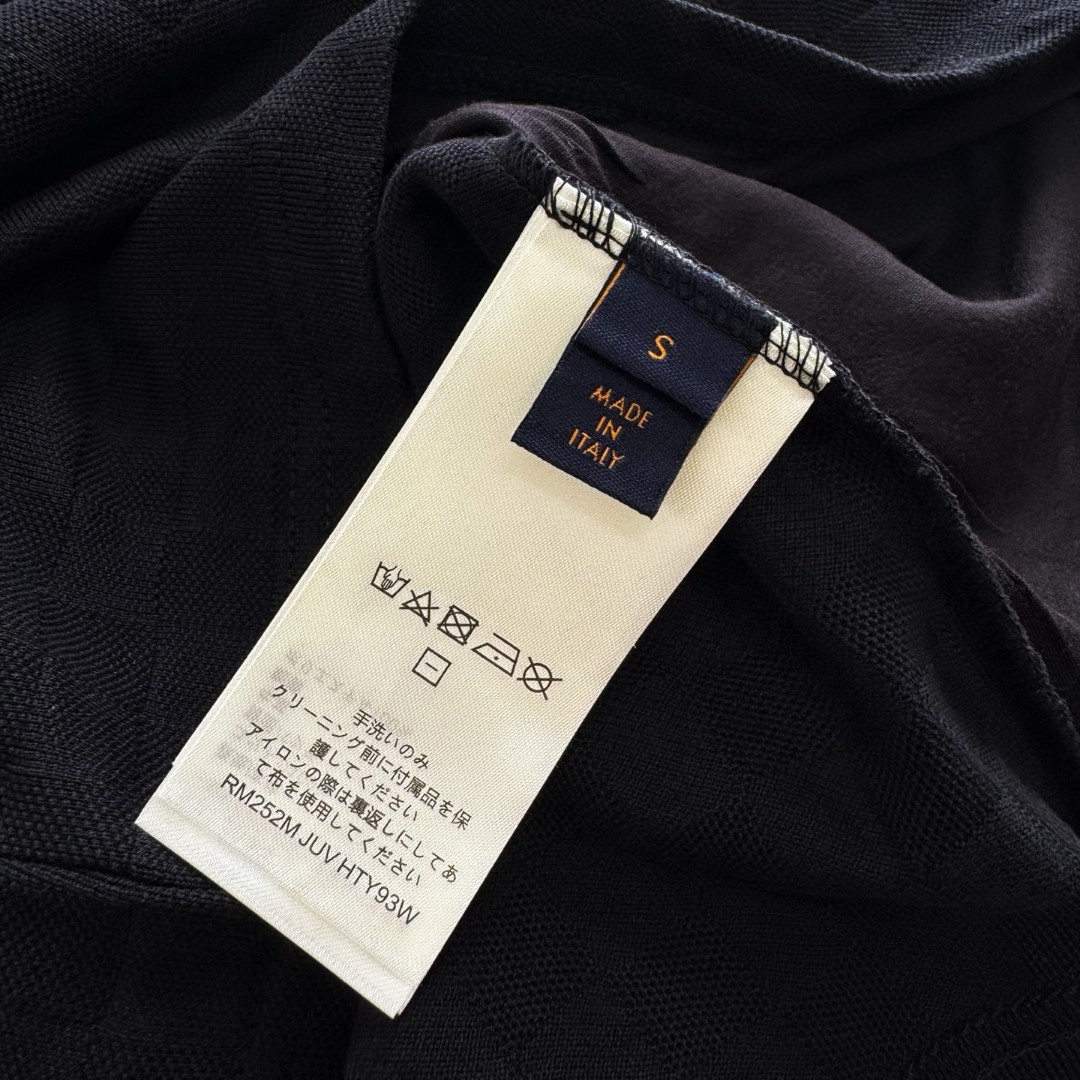 S
MADE
IN
ITALY
手洗いのみ
クリーニング前に付属品を保
護してください
アイロンの際は裏返しにしてあ
て布を使用してください
RM252M JUV HTY93W